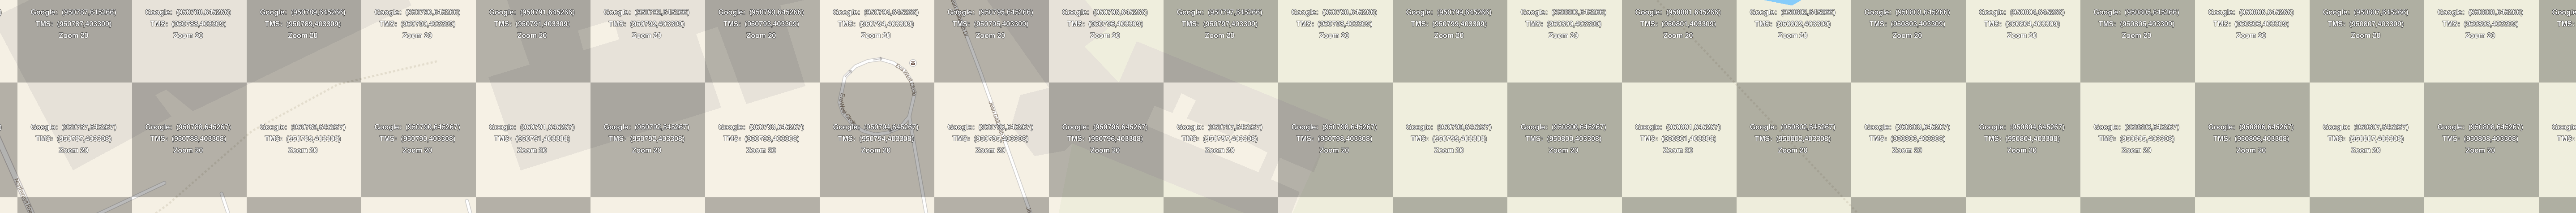 Google: (950787,645266)
TMS: (950787,403309)
Zoom 20
Google: (950788,645266)
TMS: (950788,403309)
Zoom 20
Google: (950789,645266)
TMS: (950789,403309)
Zoom 20
Google: (950790,645266)
TMS: (950790,403309)
Zoom 20
Google: (950791,645266)
TMS: (950791,403309)
Zoom 20
Google: (950792,645266)
TMS: (950792,403309)
Zoom 20
Google: (950793,645266)
TMS: (950793,403309)
Zoom 20
Google: (950794,645266)
TMS: (950794,403309)
Zoom 20
Google: (950795,645266)
TMS: (950795,403309)
Zoom 20
Google: (950796,645266)
TMS: (950796,403309)
Zoom 20
Google: (950797,645266)
TMS: (950797,403309)
Zoom 20
Google: (950798,645266)
TMS: (950798,403309)
Zoom 20
Google: (950799,645266)
TMS: (950799,403309)
Zoom 20
Google: (950800,645266)
TMS: (950800,403309)
Zoom 20
Google: (950801,645266)
TMS: (950801,403309)
Zoom 20
Google: (950802,645266)
TMS: (950802,403309)
Zoom 20
Google: (950803,645266)
TMS: (950803,403309)
Zoom 20
Google: (950804,645266)
TMS: (950804,403309)
Zoom 20
Google: (950805,645266)
TMS: (950805,403309)
Zoom 20
Google: (950806,645266)
TMS: (950806,403309)
Zoom 20
Google: (950807,645266)
TMS: (950807,403309)
Zoom 20
Google: (950808,645266)
TMS: (950808,403309)
Zoom 20
Google:
TMS:
Google: (950787,645267)
TMS: (950787,403308)
Zoom 20
Google: (950788,645267)
TMS: (950788,403308)
Zoom 20
Google: (950789,645267)
TMS: (950789,403308)
Zoom 20
Google: (950790,645267)
TMS: (950790,403308)
Zoom 20
Google: (950791,645267)
TMS: (950791,403308)
Zoom 20
Google: (950792,645267)
TMS: (950792,403308)
Zoom 20
Google: (950793,645267)
TMS: (950793,403308)
Zoom 20
Google: (950794,645267)
TMS: (950794,403308)
Zoom 20
Google: (950795,645267)
TMS: (950795,403308)
Zoom 20
Google: (950796,645267)
TMS: (950796,403308)
Zoom 20
Google: (950797,645267)
TMS: (950797,403308)
Zoom 20
Google: (950798,645267)
TMS: (950798,403308)
Zoom 20
Google: (950799,645267)
TMS: (950799,403308)
Zoom 20
Google: (950800,645267)
TMS: (950800,403308)
Zoom 20
Google: (950801,645267)
TMS: (950801,403308)
Zoom 20
Google: (950802,645267)
TMS: (950802,403308)
Zoom 20
Google: (950803,645267)
TMS: (950803,403308)
Zoom 20
Google: (950804,645267)
TMS: (950804,403308)
Zoom 20
Google: (950805,645267)
TMS: (950805,403308)
Zoom 20
Google: (950806,645267)
TMS: (950806,403308)
Zoom 20
Google: (950807,645267)
TMS: (950807,403308)
Zoom 20
Google: (950808,645267)
TMS: (950808,403308)
Zoom 20
Google:
TMS: